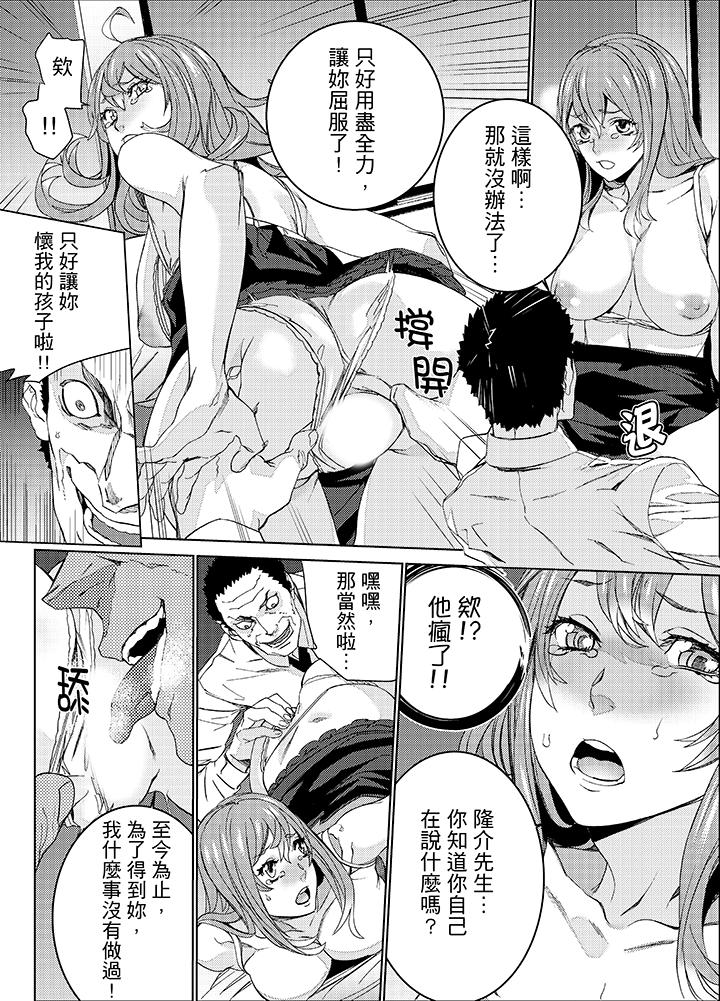 這樣啊…
那就沒辦法了…
只好用盡全力，
讓妳屈服了！
欸
！！
退
撐開
只好讓妳
懷我的孩子啦！！
欸！？
他瘋了！！
隆介先生…
你知道你自己
在說什麼嗎？
嘿嘿，
那當然啦…
舔
至今為止，
為了得到妳，
我什麼事沒有做過！